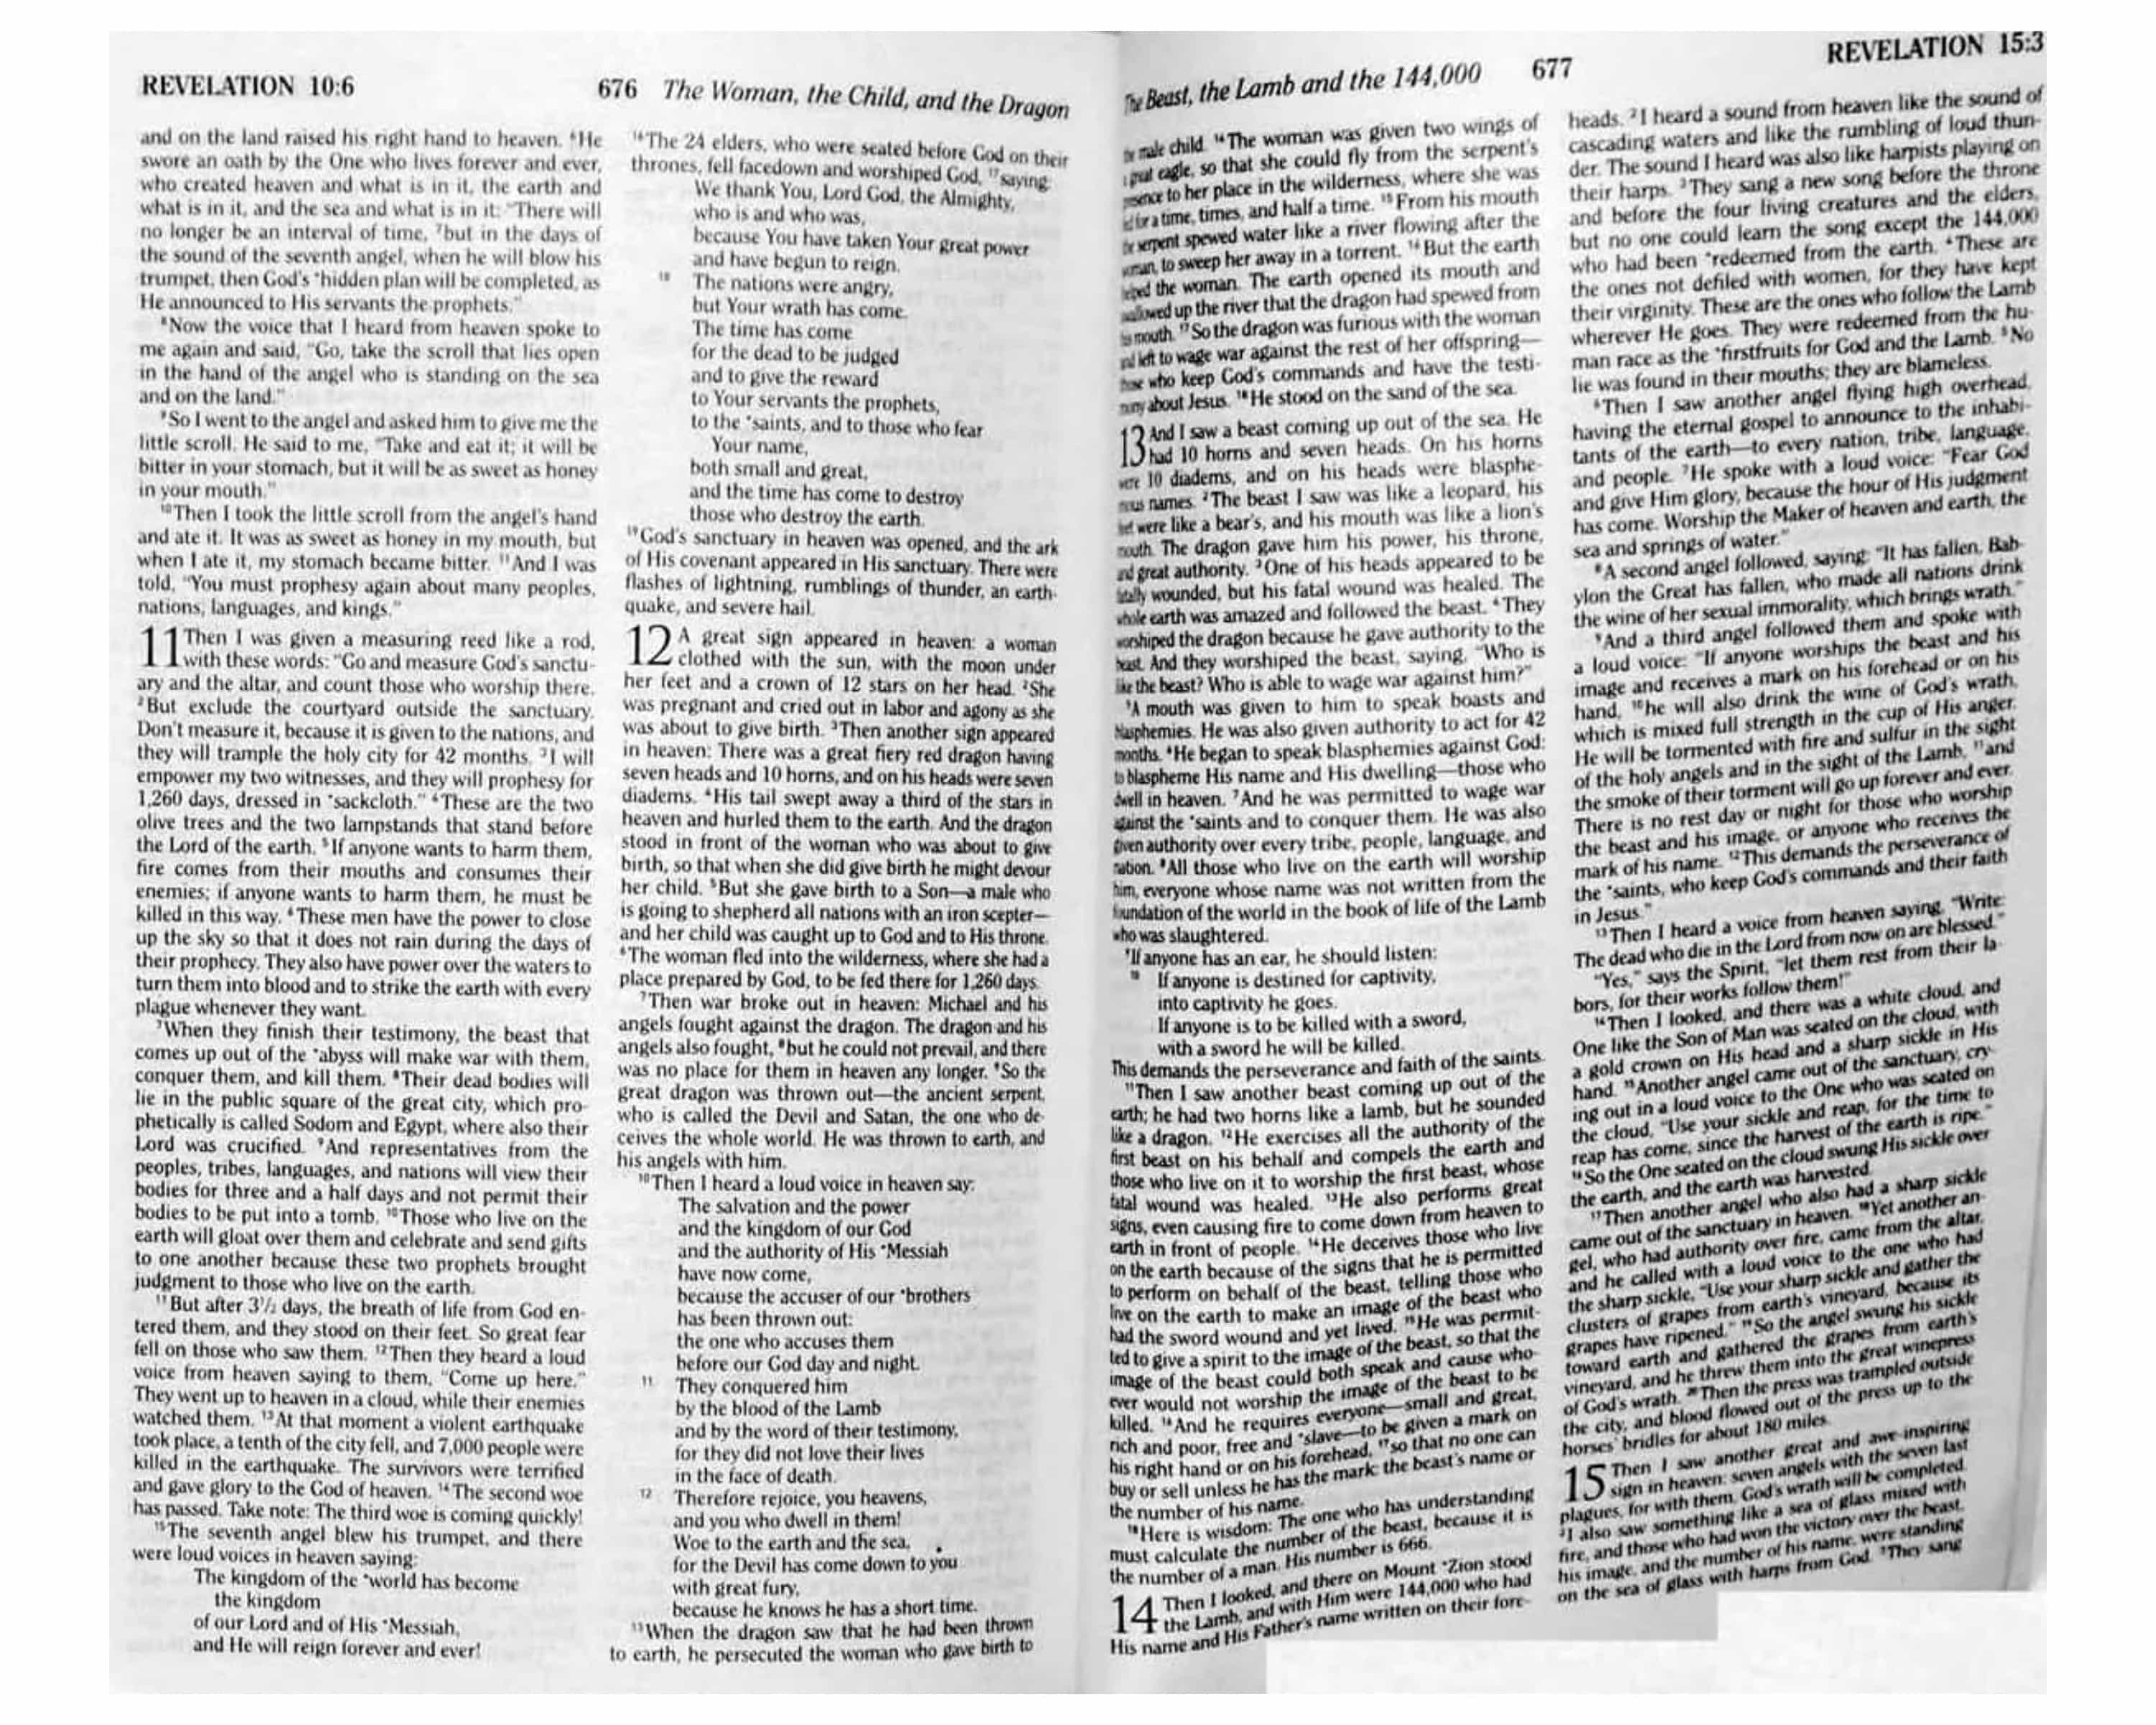 REVELATION 10:6
676 The Woman, the Child, and the Dragon
and on the land raised his right hand to heaven. ⁶He
swore an oath by the One who lives forever and ever,
who created heaven and what is in it, the earth and
what is in it, and the sea and what is in it: "There will
no longer be an interval of time, ⁷but in the days of
the sound of the seventh angel, when he will blow his
trumpet, then God's •hidden plan will be completed, as
He announced to His servants the prophets."
⁸Now the voice that I heard from heaven spoke to
me again and said, "Go, take the scroll that lies open
in the hand of the angel who is standing on the sea
and on the land."
⁹So I went to the angel and asked him to give me the
little scroll. He said to me, "Take and eat it; it will be
bitter in your stomach, but it will be as sweet as honey
in your mouth."
¹⁰Then I took the little scroll from the angel's hand
and ate it. It was as sweet as honey in my mouth, but
when I ate it, my stomach became bitter. ¹¹And I was
told, "You must prophesy again about many peoples,
nations, languages, and kings."
11 Then I was given a measuring reed like a rod,
with these words: "Go and measure God's sanctu-
ary and the altar, and count those who worship there.
²But exclude the courtyard outside the sanctuary.
Don't measure it, because it is given to the nations, and
they will trample the holy city for 42 months. ³I will
empower my two witnesses, and they will prophesy for
1,260 days, dressed in •sackcloth." ⁴These are the two
olive trees and the two lampstands that stand before
the Lord of the earth. ⁵If anyone wants to harm them,
fire comes from their mouths and consumes their
enemies; if anyone wants to harm them, he must be
killed in this way. ⁶These men have the power to close
up the sky so that it does not rain during the days of
their prophecy. They also have power over the waters to
turn them into blood and to strike the earth with every
plague whenever they want.
⁷When they finish their testimony, the beast that
comes up out of the •abyss will make war with them,
conquer them, and kill them. ⁸Their dead bodies will
lie in the public square of the great city, which pro-
phetically is called Sodom and Egypt, where also their
Lord was crucified. ⁹And representatives from the
peoples, tribes, languages, and nations will view their
bodies for three and a half days and not permit their
bodies to be put into a tomb. ¹⁰Those who live on the
earth will gloat over them and celebrate and send gifts
to one another because these two prophets brought
judgment to those who live on the earth.
¹¹But after 3½ days, the breath of life from God en-
tered them, and they stood on their feet. So great fear
fell on those who saw them. ¹²Then they heard a loud
voice from heaven saying to them, "Come up here."
They went up to heaven in a cloud, while their enemies
watched them. ¹³At that moment a violent earthquake
took place, a tenth of the city fell, and 7,000 people were
killed in the earthquake. The survivors were terrified
and gave glory to the God of heaven. ¹⁴The second woe
has passed. Take note: The third woe is coming quickly!
¹⁵The seventh angel blew his trumpet, and there
were loud voices in heaven saying:
The kingdom of the •world has become
the kingdom
of our Lord and of His •Messiah,
and He will reign forever and ever!
¹⁶The 24 elders, who were seated before God on their
thrones, fell facedown and worshiped God, ¹⁷saying:
We thank You, Lord God, the Almighty,
who is and who was,
because You have taken Your great power
and have begun to reign.
¹⁸ The nations were angry,
but Your wrath has come.
The time has come
for the dead to be judged
and to give the reward
to Your servants the prophets,
to the •saints, and to those who fear
Your name,
both small and great,
and the time has come to destroy
those who destroy the earth.
¹⁹God's sanctuary in heaven was opened, and the ark
of His covenant appeared in His sanctuary. There were
flashes of lightning, rumblings of thunder, an earth-
quake, and severe hail.
12 A great sign appeared in heaven: a woman
clothed with the sun, with the moon under
her feet and a crown of 12 stars on her head. ²She
was pregnant and cried out in labor and agony as she
was about to give birth. ³Then another sign appeared
in heaven: There was a great fiery red dragon having
seven heads and 10 horns, and on his heads were seven
diadems. ⁴His tail swept away a third of the stars in
heaven and hurled them to the earth. And the dragon
stood in front of the woman who was about to give
birth, so that when she did give birth he might devour
her child. ⁵But she gave birth to a Son—a male who
is going to shepherd all nations with an iron scepter—
and her child was caught up to God and to His throne.
⁶The woman fled into the wilderness, where she had a
place prepared by God, to be fed there for 1,260 days.
⁷Then war broke out in heaven: Michael and his
angels fought against the dragon. The dragon and his
angels also fought, ⁸but he could not prevail, and there
was no place for them in heaven any longer. ⁹So the
great dragon was thrown out—the ancient serpent,
who is called the Devil and Satan, the one who de-
ceives the whole world. He was thrown to earth, and
his angels with him.
¹⁰Then I heard a loud voice in heaven say:
The salvation and the power
and the kingdom of our God
and the authority of His •Messiah
have now come,
because the accuser of our •brothers
has been thrown out:
the one who accuses them
before our God day and night.
¹¹ They conquered him
by the blood of the Lamb
and by the word of their testimony,
for they did not love their lives
in the face of death.
¹² Therefore rejoice, you heavens,
and you who dwell in them!
Woe to the earth and the sea,
for the Devil has come down to you
with great fury,
because he knows he has a short time.
¹³When the dragon saw that he had been thrown
to earth, he persecuted the woman who gave birth to
The Beast, the Lamb and the 144,000 677
REVELATION 15:3
male child. ¹⁴The woman was given two wings of
eagle, so that she could fly from the serpent's
to her place in the wilderness, where she was
for a time, times, and half a time. ¹⁵From his mouth
serpent spewed water like a river flowing after the
to sweep her away in a torrent. ¹⁶But the earth
the woman. The earth opened its mouth and
up the river that the dragon had spewed from
mouth. ¹⁷So the dragon was furious with the woman
left to wage war against the rest of her offspring—
who keep God's commands and have the testi-
about Jesus. ¹⁸He stood on the sand of the sea.
13 And I saw a beast coming up out of the sea. He
had 10 horns and seven heads. On his horns
were 10 diadems, and on his heads were blasphe-
names. ²The beast I saw was like a leopard, his
were like a bear's, and his mouth was like a lion's
mouth. The dragon gave him his power, his throne,
and great authority. ³One of his heads appeared to be
fatally wounded, but his fatal wound was healed. The
whole earth was amazed and followed the beast. ⁴They
worshiped the dragon because he gave authority to the
beast. And they worshiped the beast, saying, "Who is
like the beast? Who is able to wage war against him?"
⁵A mouth was given to him to speak boasts and
blasphemies. He was also given authority to act for 42
months. ⁶He began to speak blasphemies against God:
to blaspheme His name and His dwelling—those who
dwell in heaven. ⁷And he was permitted to wage war
against the •saints and to conquer them. He was also
given authority over every tribe, people, language, and
nation. ⁸All those who live on the earth will worship
him, everyone whose name was not written from the
foundation of the world in the book of life of the Lamb
who was slaughtered.
⁹If anyone has an ear, he should listen:
¹⁰ If anyone is destined for captivity,
into captivity he goes.
If anyone is to be killed with a sword,
with a sword he will be killed.
This demands the perseverance and faith of the saints.
¹¹Then I saw another beast coming up out of the
earth; he had two horns like a lamb, but he sounded
like a dragon. ¹²He exercises all the authority of the
first beast on his behalf and compels the earth and
those who live on it to worship the first beast, whose
fatal wound was healed. ¹³He also performs great
signs, even causing fire to come down from heaven to
earth in front of people. ¹⁴He deceives those who live
on the earth because of the signs that he is permitted
to perform on behalf of the beast, telling those who
live on the earth to make an image of the beast who
had the sword wound and yet lived. ¹⁵He was permit-
ted to give a spirit to the image of the beast, so that the
image of the beast could both speak and cause who-
ever would not worship the image of the beast to be
killed. ¹⁶And he requires everyone—small and great,
rich and poor, free and •slave—to be given a mark on
his right hand or on his forehead, ¹⁷so that no one can
buy or sell unless he has the mark: the beast's name or
the number of his name.
¹⁸Here is wisdom: The one who has understanding
must calculate the number of the beast, because it is
the number of a man. His number is 666.
14 Then I looked, and there on Mount •Zion stood
the Lamb, and with Him were 144,000 who had
His name and His Father's name written on their fore-
heads. ²I heard a sound from heaven like the sound of
cascading waters and like the rumbling of loud thun-
der. The sound I heard was also like harpists playing on
their harps. ³They sang a new song before the throne
and before the four living creatures and the elders,
but no one could learn the song except the 144,000
who had been •redeemed from the earth. ⁴These are
the ones not defiled with women, for they have kept
their virginity. These are the ones who follow the Lamb
wherever He goes. They were redeemed from the hu-
man race as the •firstfruits for God and the Lamb. ⁵No
lie was found in their mouths; they are blameless.
⁶Then I saw another angel flying high overhead,
having the eternal gospel to announce to the inhabi-
tants of the earth—to every nation, tribe, language,
and people. ⁷He spoke with a loud voice: "Fear God
and give Him glory, because the hour of His judgment
has come. Worship the Maker of heaven and earth, the
sea and springs of water."
⁸A second angel followed, saying: "It has fallen, Bab-
ylon the Great has fallen, who made all nations drink
the wine of her sexual immorality, which brings wrath."
⁹And a third angel followed them and spoke with
a loud voice: "If anyone worships the beast and his
image and receives a mark on his forehead or on his
hand, ¹⁰he will also drink the wine of God's wrath,
which is mixed full strength in the cup of His anger.
He will be tormented with fire and sulfur in the sight
of the holy angels and in the sight of the Lamb, ¹¹and
the smoke of their torment will go up forever and ever.
There is no rest day or night for those who worship
the beast and his image, or anyone who receives the
mark of his name. ¹²This demands the perseverance of
the •saints, who keep God's commands and their faith
in Jesus."
¹³Then I heard a voice from heaven saying, "Write:
The dead who die in the Lord from now on are blessed."
"Yes," says the Spirit, "let them rest from their la-
bors, for their works follow them!"
¹⁴Then I looked, and there was a white cloud, and
One like the Son of Man was seated on the cloud, with
a gold crown on His head and a sharp sickle in His
hand. ¹⁵Another angel came out of the sanctuary, cry-
ing out in a loud voice to the One who was seated on
the cloud, "Use your sickle and reap, for the time to
reap has come, since the harvest of the earth is ripe."
¹⁶So the One seated on the cloud swung His sickle over
the earth, and the earth was harvested.
¹⁷Then another angel who also had a sharp sickle
came out of the sanctuary in heaven. ¹⁸Yet another an-
gel, who had authority over fire, came from the altar,
and he called with a loud voice to the one who had
the sharp sickle, "Use your sharp sickle and gather the
clusters of grapes from earth's vineyard, because its
grapes have ripened." ¹⁹So the angel swung his sickle
toward earth and gathered the grapes from earth's
vineyard, and he threw them into the great winepress
of God's wrath. ²⁰Then the press was trampled outside
the city, and blood flowed out of the press up to the
horses' bridles for about 180 miles.
15 Then I saw another great and awe-inspiring
sign in heaven: seven angels with the seven last
plagues, for with them, God's wrath will be completed.
²I also saw something like a sea of glass mixed with
fire, and those who had won the victory over the beast,
his image, and the number of his name, were standing
on the sea of glass with harps from God. ³They sang